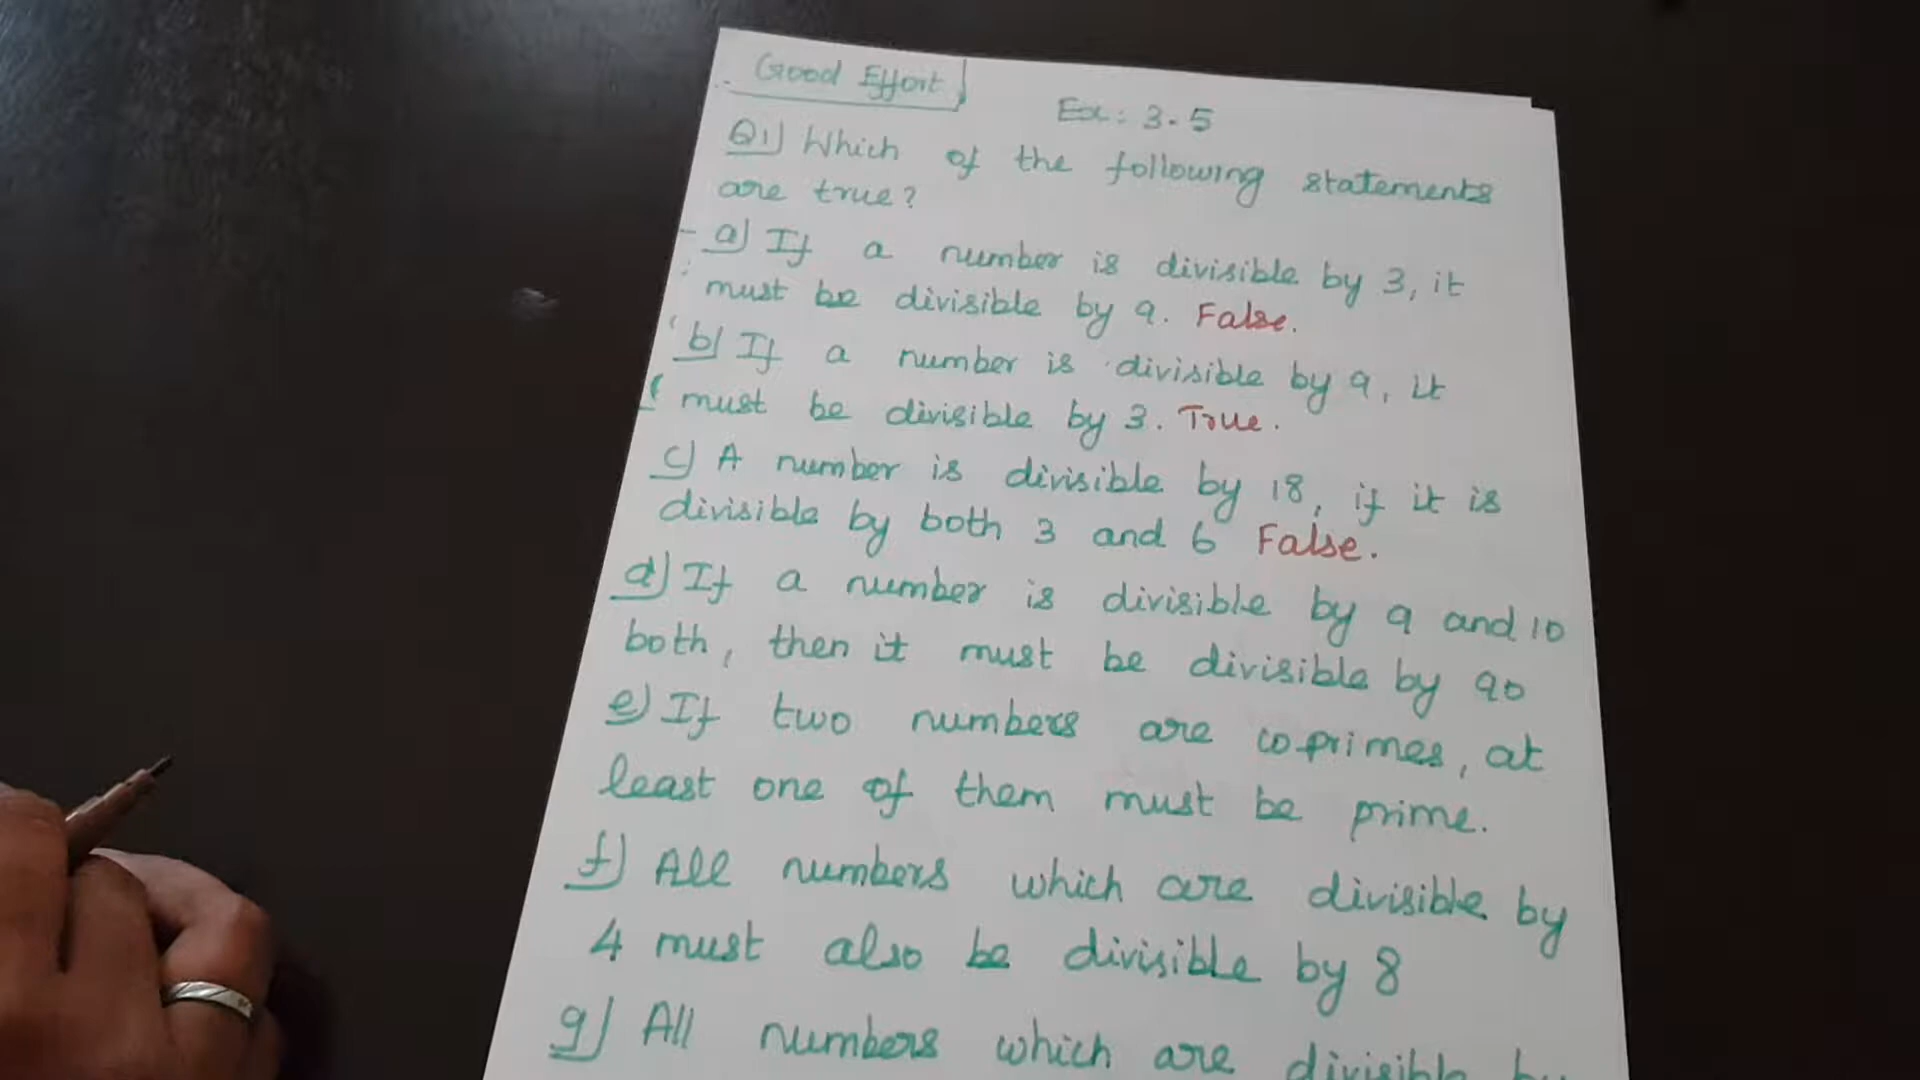 Good Effort
Ex: 3.5
Q1) Which of the following statements
are true?
a) If a number is divisible by 3, it
must be divisible by 9. False.
b) If a number is divisible by 9, it
must be divisible by 3. True.
c) A number is divisible by 18, if it is
divisible by both 3 and 6 False.
d) If a number is divisible by 9 and 10
both, then it must be divisible by 90
e) If two numbers are co-primes, at
least one of them must be prime.
f) All numbers which are divisible by
4 must also be divisible by 8
g) All numbers which are divisible by